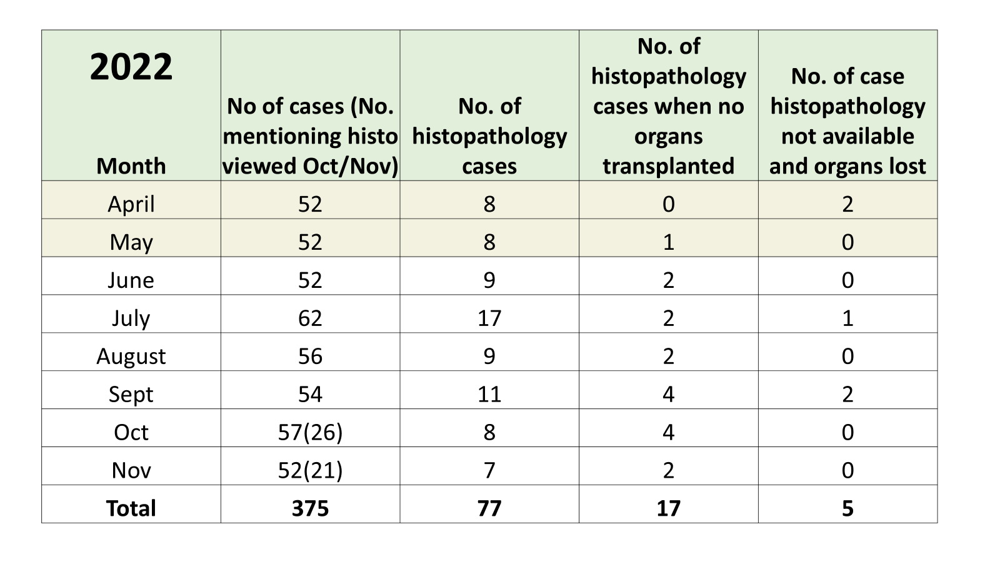 2022
Month
No of cases (No.
mentioning histo
viewed Oct/Nov)
No. of
histopathology
cases
No. of
histopathology
cases when no
organs
transplanted
No. of case
histopathology
not available
and organs lost
April 52 8 0 2
May 52 8 1 0
June 52 9 2 0
July 62 17 2 1
August 56 9 2 0
Sept 54 11 4 2
Oct 57(26) 8 4 0
Nov 52(21) 7 2 0
Total 375 77 17 5